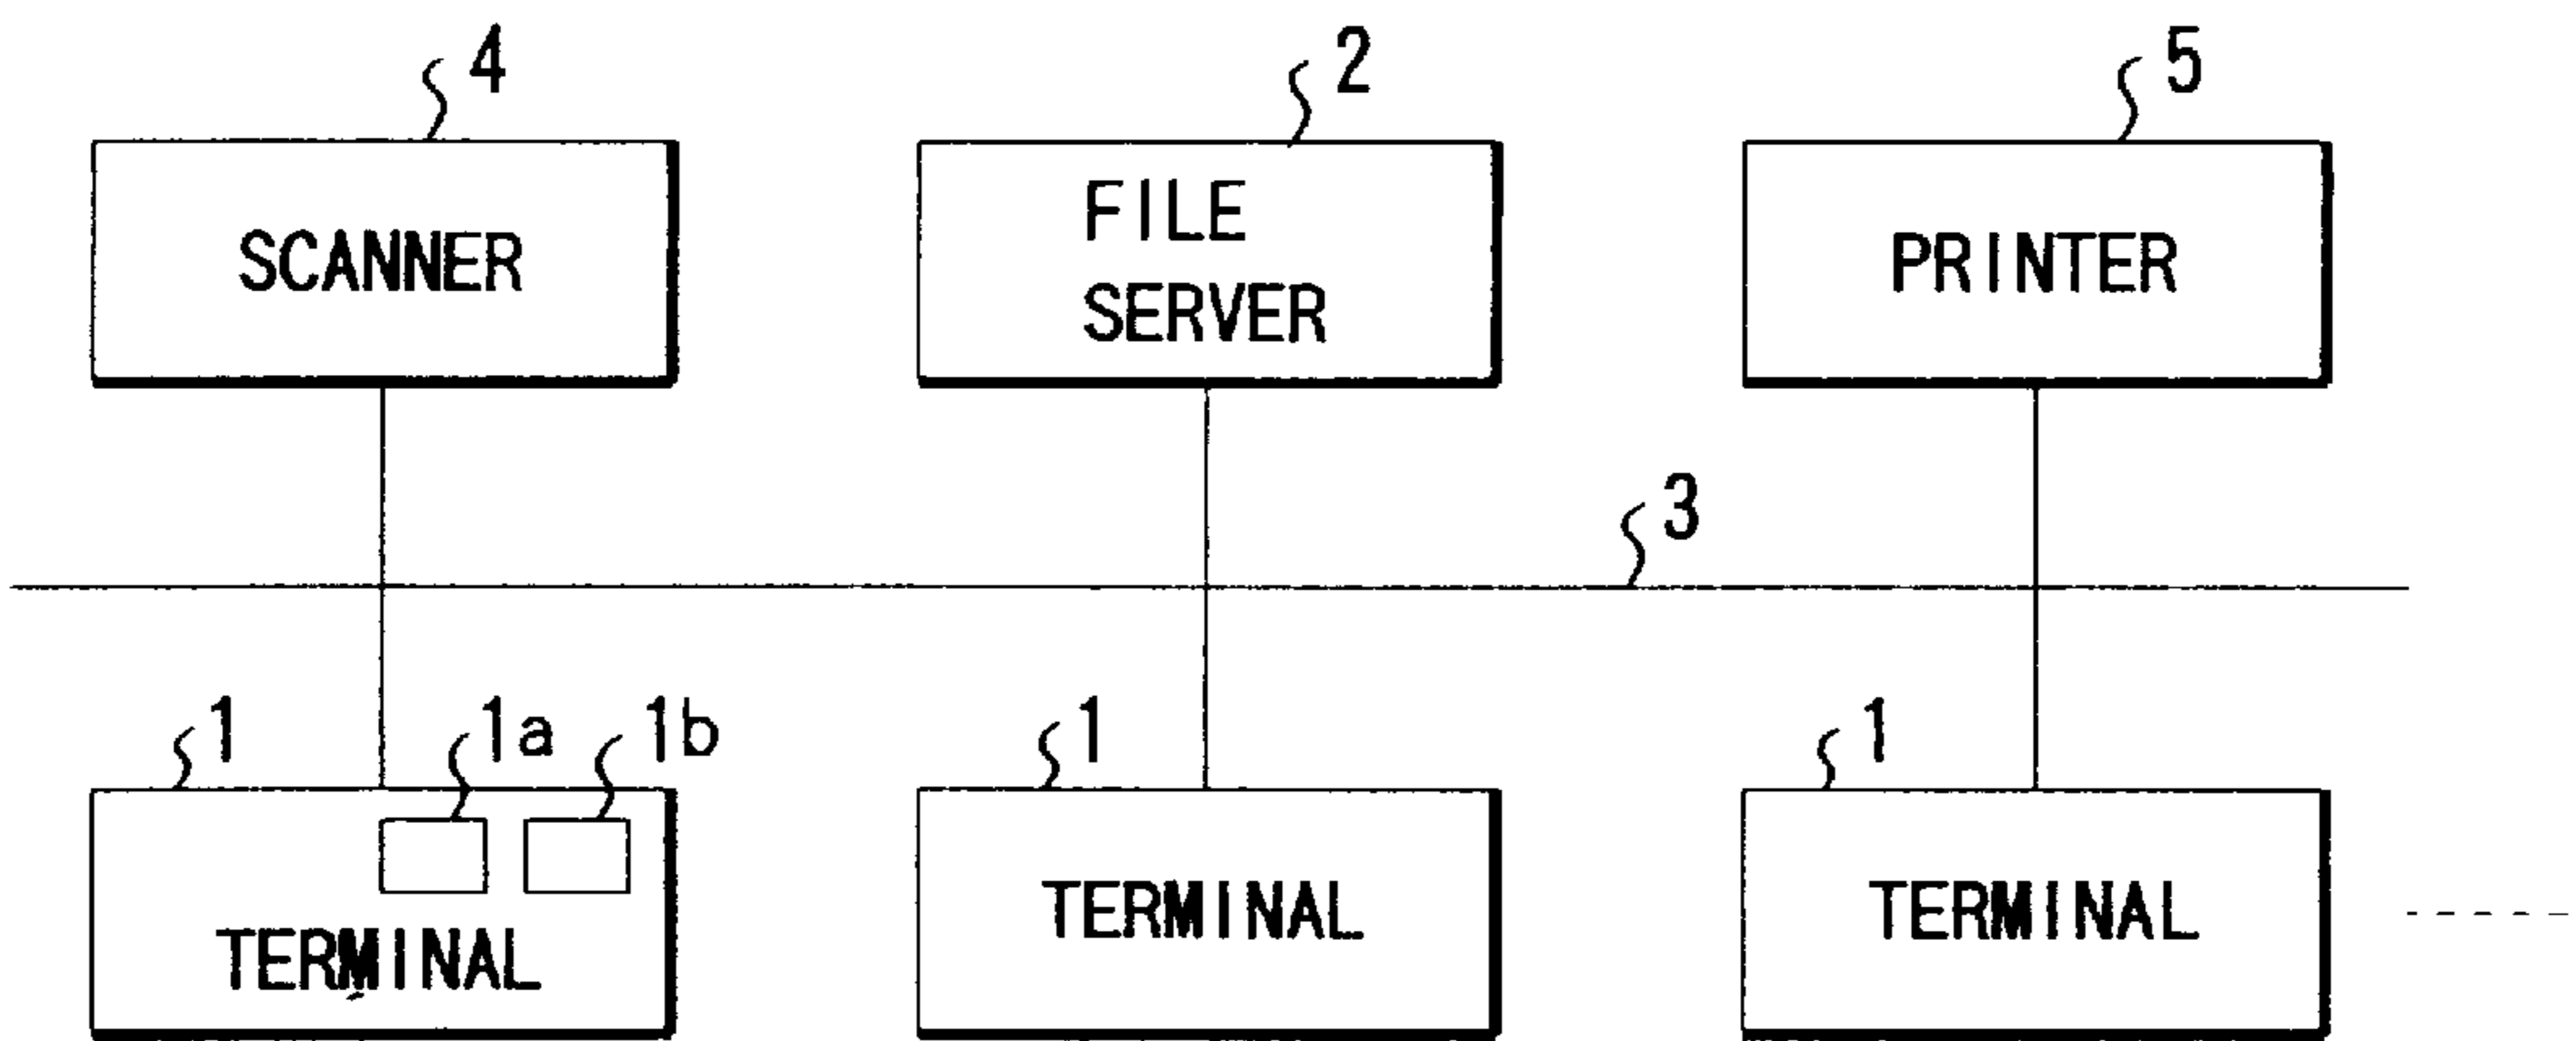 4
2
5
SCANNER
FILE
SERVER
PRINTER
3
1
1a
1b
1
1
TERMINAL
TERMINAL
TERMINAL